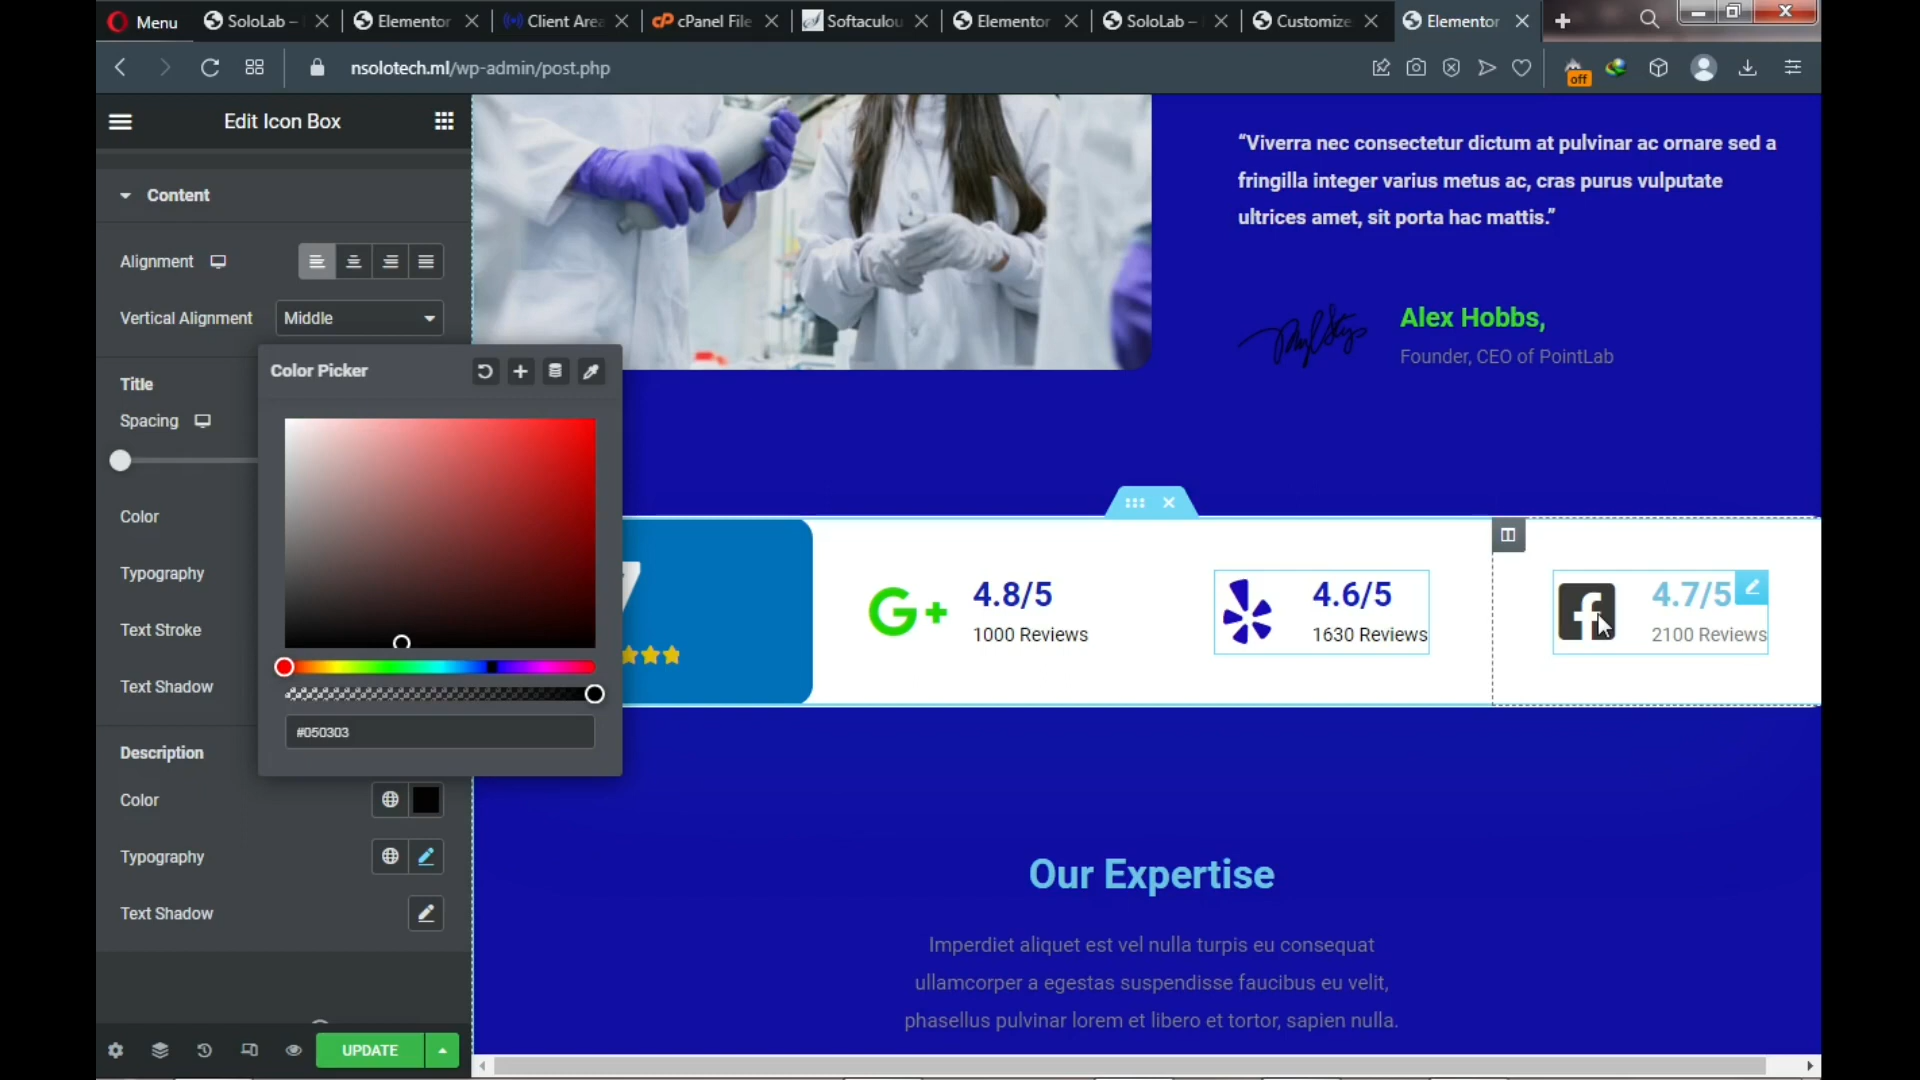 Menu
SoloLab –
Elementor
Client Area
cPanel File
Softaculou
Elementor
SoloLab –
Customize
Elementor
nsolotech.ml/wp-admin/post.php
off
Edit Icon Box
Content
Alignment
Vertical Alignment
Middle
Title
Spacing
Color
Typography
Text Stroke
Text Shadow
Color Picker
#050303
Description
Color
Typography
Text Shadow
UPDATE
“Viverra nec consectetur dictum at pulvinar ac ornare sed a
fringilla integer varius metus ac, cras purus vulputate
ultrices amet, sit porta hac mattis.”
Alex Hobbs,
Founder, CEO of PointLab
4.8/5
1000 Reviews
4.6/5
1630 Reviews
4.7/5
2100 Reviews
Our Expertise
Imperdiet aliquet est vel nulla turpis eu consequat
ullamcorper a egestas suspendisse faucibus eu velit,
phasellus pulvinar lorem et libero et tortor, sapien nulla.